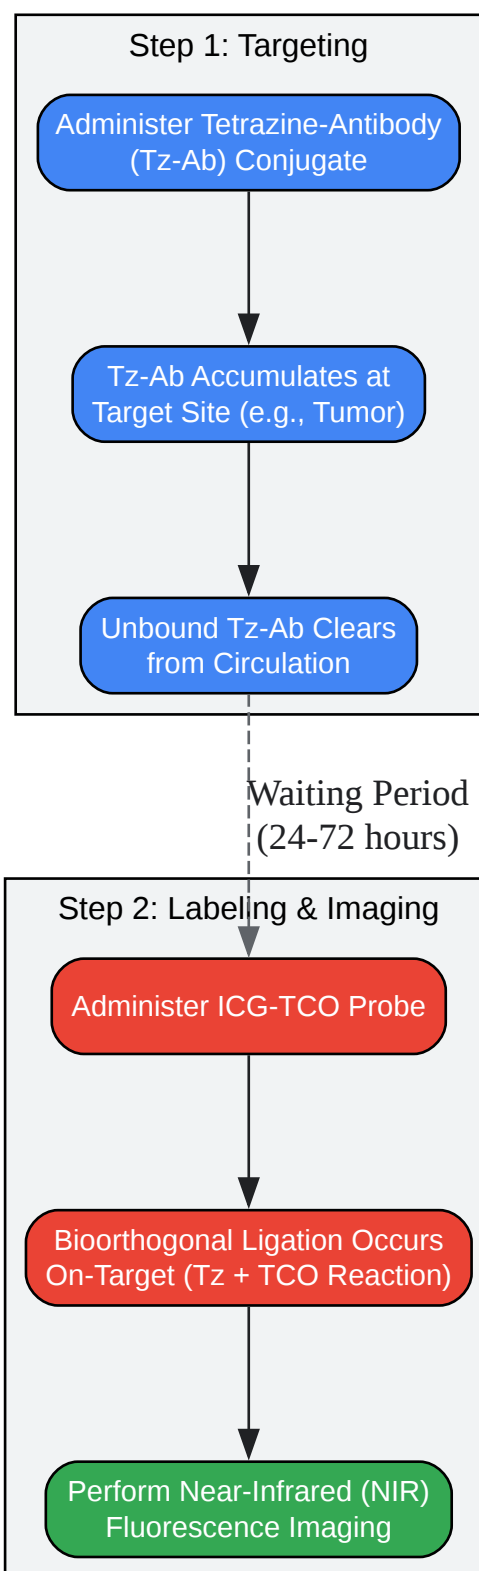 Step 1: Targeting
Administer Tetrazine-Antibody
(Tz-Ab) Conjugate
Tz-Ab Accumulates at
Target Site (e.g., Tumor)
Unbound Tz-Ab Clears
from Circulation
Waiting Period
(24-72 hours)
Step 2: Labeling & Imaging
Administer ICG-TCO Probe
Bioorthogonal Ligation Occurs
On-Target (Tz + TCO Reaction)
Perform Near-Infrared (NIR)
Fluorescence Imaging